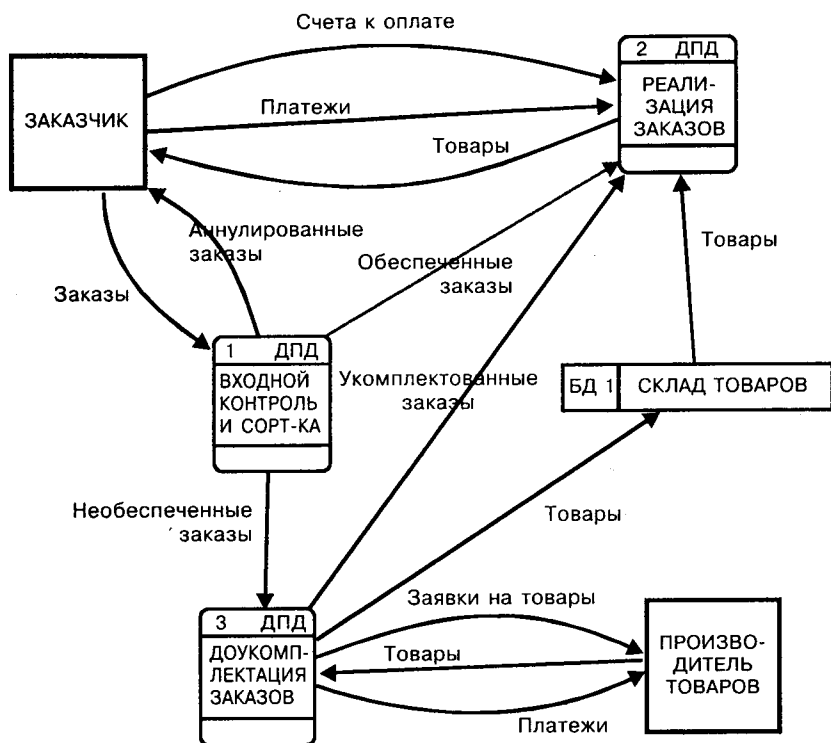 Счета к оплате
2 ДПД
РЕАЛИ-
ЗАЦИЯ
ЗАКАЗОВ
ЗАКАЗЧИК
Платежи
Товары
Аннулированные
заказы
Обеспеченные
заказы
Товары
Заказы
1 ДПД
ВХОДНОЙ
КОНТРОЛЬ
И СОРТ-КА
Укомплектованные
заказы
БД 1 СКЛАД ТОВАРОВ
Необеспеченные
заказы
Товары
3 ДПД
ДОУКОМП-
ЛЕКТАЦИЯ
ЗАКАЗОВ
Заявки на товары
Товары
Платежи
ПРОИЗВО-
ДИТЕЛЬ
ТОВАРОВ